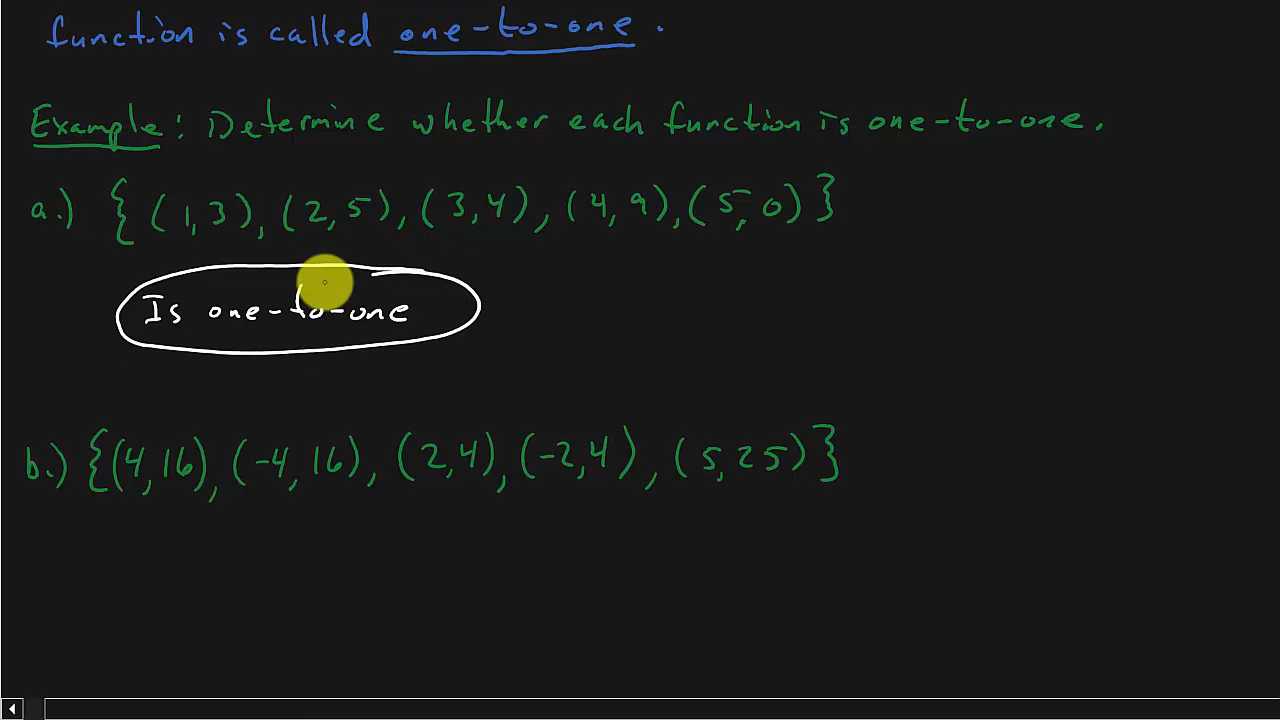 function is called one-to-one.
Example: Determine whether each function is one-to-one.
a.) {(1,3), (2,5), (3,4), (4,9), (5,0)}
Is one-to-one
b.) {(4,16), (-4,16), (2,4), (-2,4), (5,25)}